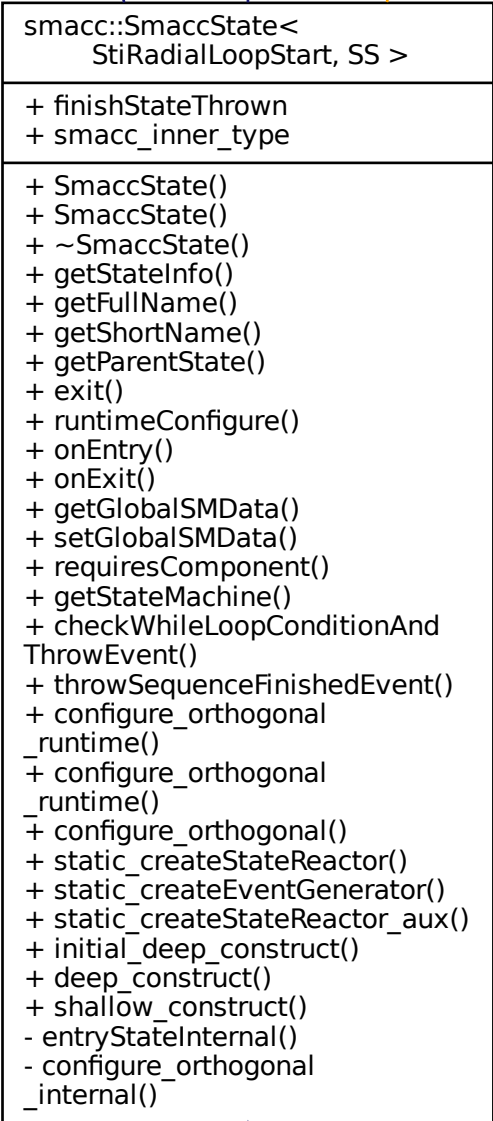 smacc::SmaccState<
StiRadialLoopStart, SS >
+ finishStateThrown
+ smacc_inner_type
+ SmaccState()
+ SmaccState()
+ ~SmaccState()
+ getStateInfo()
+ getFullName()
+ getShortName()
+ getParentState()
+ exit()
+ runtimeConfigure()
+ onEntry()
+ onExit()
+ getGlobalSMData()
+ setGlobalSMData()
+ requiresComponent()
+ getStateMachine()
+ checkWhileLoopConditionAnd
ThrowEvent()
+ throwSequenceFinishedEvent()
+ configure_orthogonal
_runtime()
+ configure_orthogonal
_runtime()
+ configure_orthogonal()
+ static_createStateReactor()
+ static_createEventGenerator()
+ static_createStateReactor_aux()
+ initial_deep_construct()
+ deep_construct()
+ shallow_construct()
- entryStateInternal()
- configure_orthogonal
_internal()